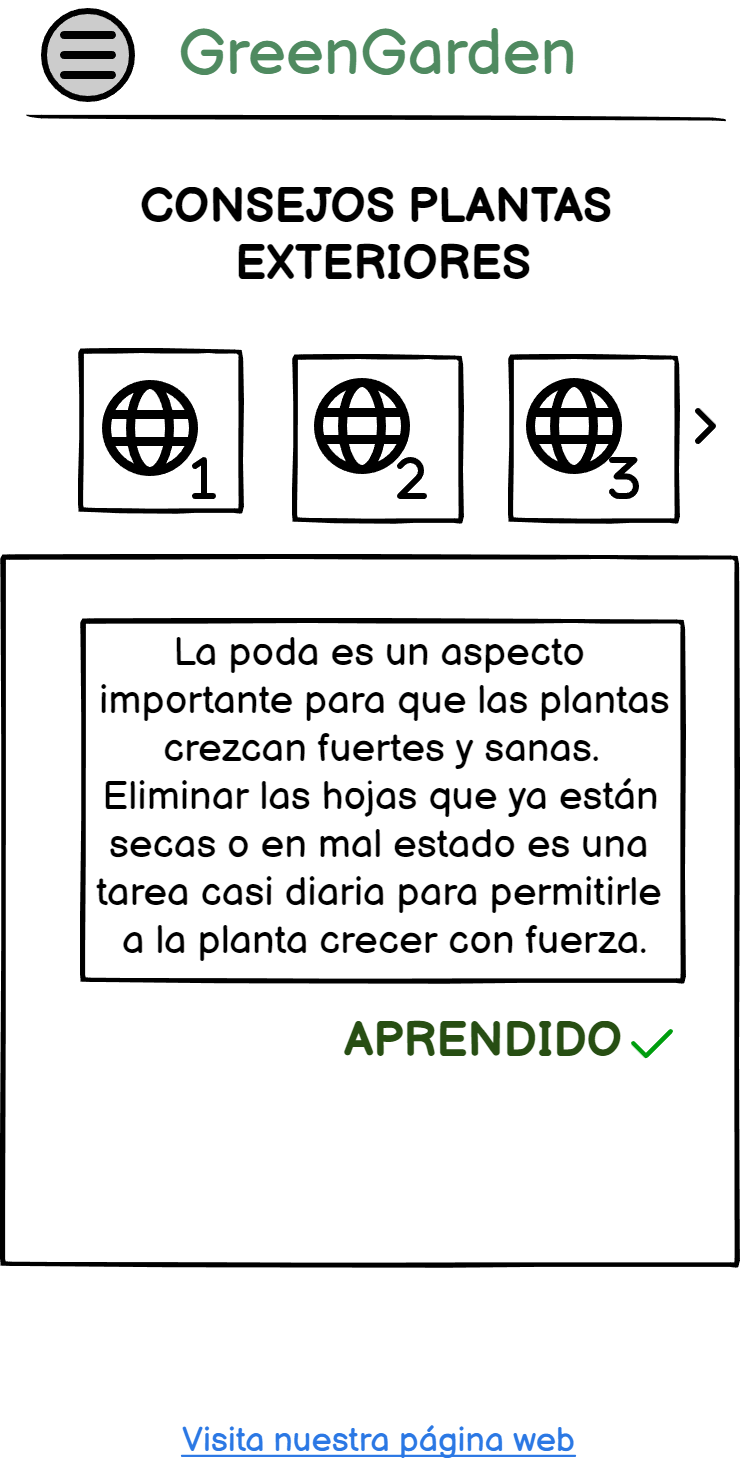 GreenGarden
CONSEJOS PLANTAS
EXTERIORES
1
2
3
La poda es un aspecto
importante para que las plantas
crezcan fuertes y sanas.
Eliminar las hojas que ya están
secas o en mal estado es una
tarea casi diaria para permitirle
a la planta crecer con fuerza.
APRENDIDO
Visita nuestra página web